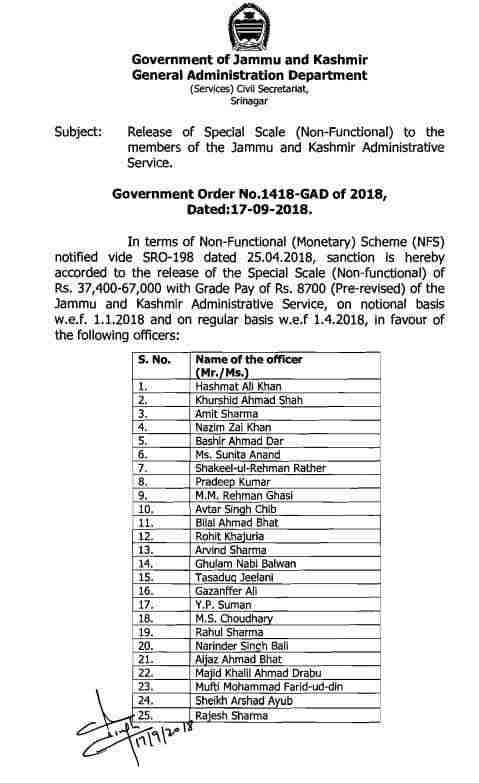 Government of Jammu and Kashmir
General Administration Department
(Services) Civil Secretariat,
Srinagar
Subject: Release of Special Scale (Non-Functional) to the
members of the Jammu and Kashmir Administrative
Service.
Government Order No.1418-GAD of 2018,
Dated:17-09-2018.
In terms of Non-Functional (Monetary) Scheme (NFS)
notified vide SRO-198 dated 25.04.2018, sanction is hereby
accorded to the release of the Special Scale (Non-functional) of
Rs. 37,400-67,000 with Grade Pay of Rs. 8700 (Pre-revised) of the
Jammu and Kashmir Administrative Service, on notional basis
w.e.f. 1.1.2018 and on regular basis w.e.f 1.4.2018, in favour of
the following officers:
S. No. Name of the officer
(Mr./Ms.)
1. Hashmat Ali Khan
2. Khurshid Ahmad Shah
3. Amit Sharma
4. Nazim Zai Khan
5. Bashir Ahmad Dar
6. Ms. Sunita Anand
7. Shakeel-ul-Rehman Rather
8. Pradeep Kumar
9. M.M. Rehman Ghasi
10. Avtar Singh Chib
11. Bilal Ahmad Bhat
12. Rohit Khajuria
13. Arvind Sharma
14. Ghulam Nabi Balwan
15. Tasaduq Jeelani
16. Gazanffer Ali
17. Y.P. Suman
18. M.S. Choudhary
19. Rahul Sharma
20. Narinder Singh Bali
21. Aijaz Ahmad Bhat
22. Majid Khalil Ahmad Drabu
23. Mufti Mohammad Farid-ud-din
24. Sheikh Arshad Ayub
25. Rajesh Sharma
17/9/2018